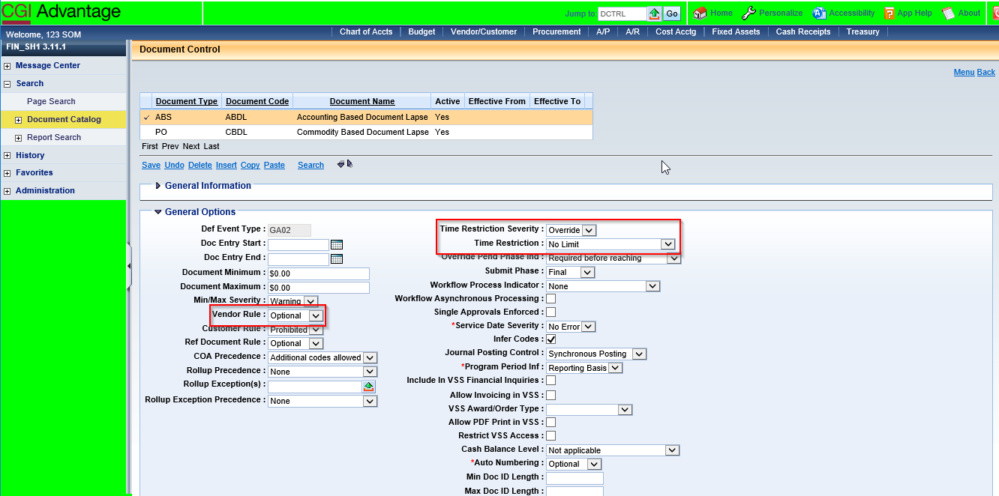 CGI Advantage
Jump to: DCTRL Go Home Personalize Accessibility App Help About
Welcome, 123 SOM
Chart of Accts Budget Vendor/Customer Procurement A/P A/R Cost Acctg Fixed Assets Cash Receipts Treasury
FIN_SH1 3.11.1
Message Center
Search
Page Search
Document Catalog
Report Search
History
Favorites
Administration
Document Control
Menu Back
Document Type Document Code Document Name Active Effective From Effective To
ABS ABDL Accounting Based Document Lapse Yes
PO CBDL Commodity Based Document Lapse Yes
First Prev Next Last
Save Undo Delete Insert Copy Paste Search
General Information
General Options
Def Event Type : GA02
Doc Entry Start :
Doc Entry End :
Document Minimum : $0.00
Document Maximum : $0.00
Min/Max Severity : Warning
Vendor Rule : Optional
Customer Rule : Prohibited
Ref Document Rule : Optional
COA Precedence : Additional codes allowed
Rollup Precedence : None
Rollup Exception(s) :
Rollup Exception Precedence : None
Time Restriction Severity : Override
Time Restriction : No Limit
Override Pend Phase Ind : Required before reaching
Submit Phase : Final
Workflow Process Indicator : None
Workflow Asynchronous Processing :
Single Approvals Enforced :
*Service Date Severity : No Error
Infer Codes :
Journal Posting Control : Synchronous Posting
*Program Period Inf : Reporting Basis
Include In VSS Financial Inquiries :
Allow Invoicing in VSS :
VSS Award/Order Type :
Allow PDF Print in VSS :
Restrict VSS Access :
Cash Balance Level : Not applicable
*Auto Numbering : Optional
Min Doc ID Length :
Max Doc ID Length :